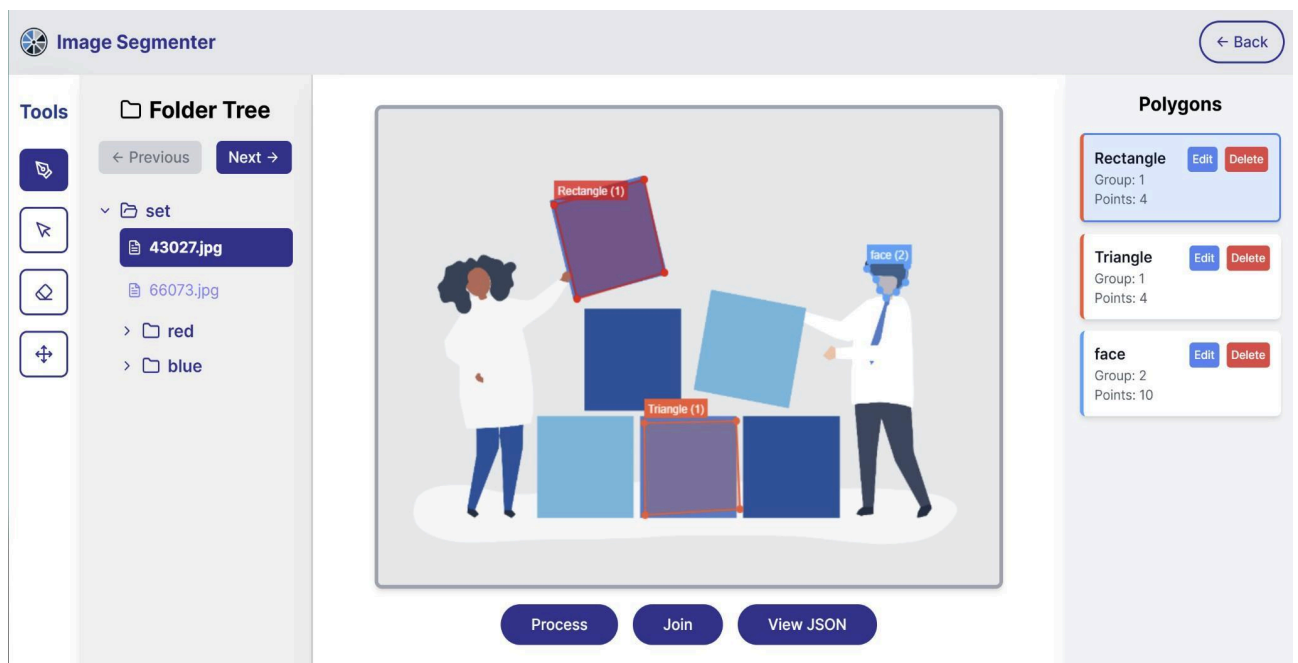 Image Segmenter
← Back
Tools
Folder Tree
← Previous
Next →
set
43027.jpg
66073.jpg
red
blue
Rectangle (1)
face (2)
Triangle (1)
Process
Join
View JSON
Polygons
Rectangle
Edit
Delete
Group: 1
Points: 4
Triangle
Edit
Delete
Group: 1
Points: 4
face
Edit
Delete
Group: 2
Points: 10